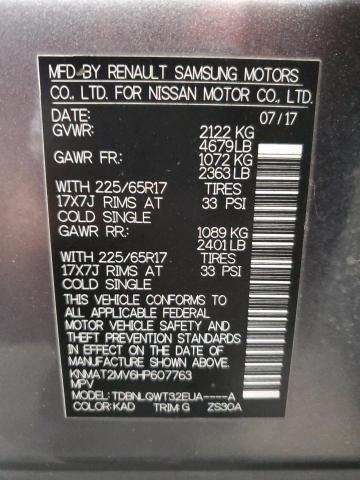 MFD.BY RENAULT SAMSUNG MOTORS
CO., LTD. FOR NISSAN MOTOR CO., LTD.
DATE: 07/17
GVWR: 2122 KG
4679LB
GAWR FR: 1072 KG
2363 LB
WITH 225/65R17 TIRES
17X7J RIMS AT 33 PSI
COLD SINGLE
GAWR RR: 1089 KG
2401 LB
WITH 225/65R17 TIRES
17X7J RIMS AT 33 PSI
COLD SINGLE
THIS VEHICLE CONFORMS TO
ALL APPLICABLE FEDERAL
MOTOR VEHICLE SAFETY AND
THEFT PREVENTION STANDARDS
IN EFFECT ON THE DATE OF
MANUFACTURE SHOWN ABOVE.
KNMAT2MV6HP607763
MPV
MODEL: TDBNLQWT32EUA----A
COLOR: KAD TRIM: G ZS30A